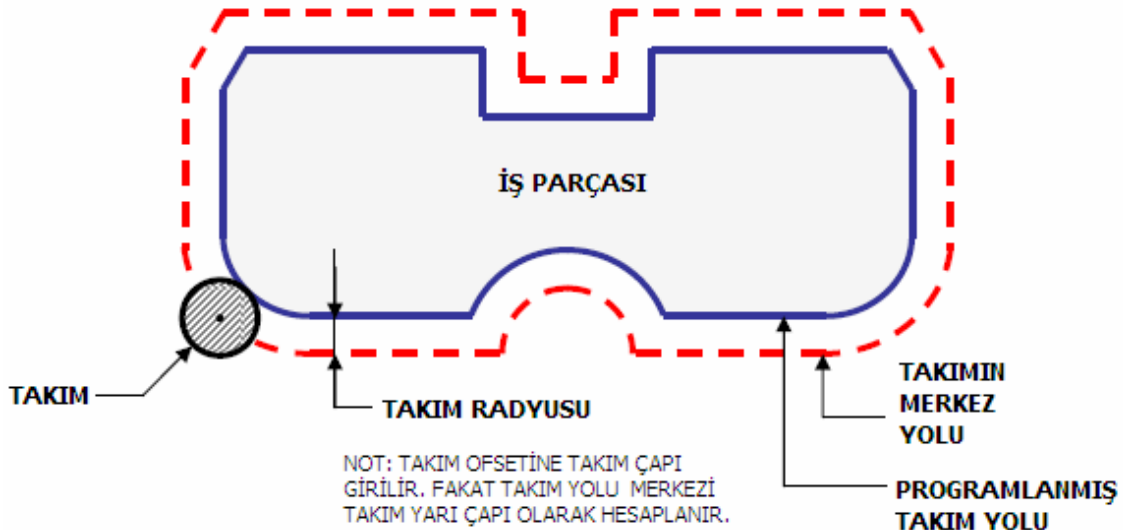 İŞ PARÇASI
TAKIM
TAKIM RADYUSU
TAKIMIN
MERKEZ
YOLU
NOT: TAKIM OFSETİNE TAKIM ÇAPI
GİRİLİR. FAKAT TAKIM YOLU MERKEZİ
TAKIM YARI ÇAPI OLARAK HESAPLANIR.
PROGRAMLANMIŞ
TAKIM YOLU